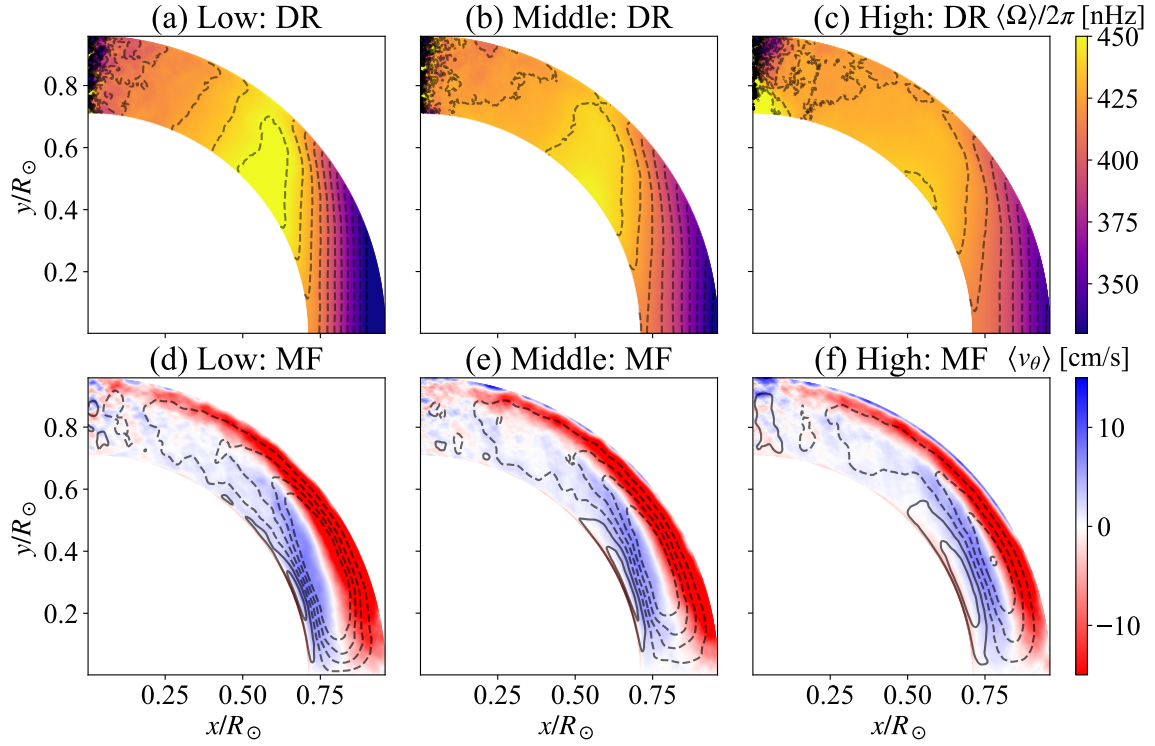 (a) Low: DR
(b) Middle: DR
(c) High: DR
⟨Ω⟩/2π [nHz]
0.8
0.6
0.4
0.2
y/R⊙
450
425
400
375
350
(d) Low: MF
(e) Middle: MF
(f) High: MF
⟨vθ⟩ [cm/s]
0.8
0.6
0.4
0.2
y/R⊙
10
0
−10
0.25 0.50 0.75
0.25 0.50 0.75
0.25 0.50 0.75
x/R⊙
x/R⊙
x/R⊙